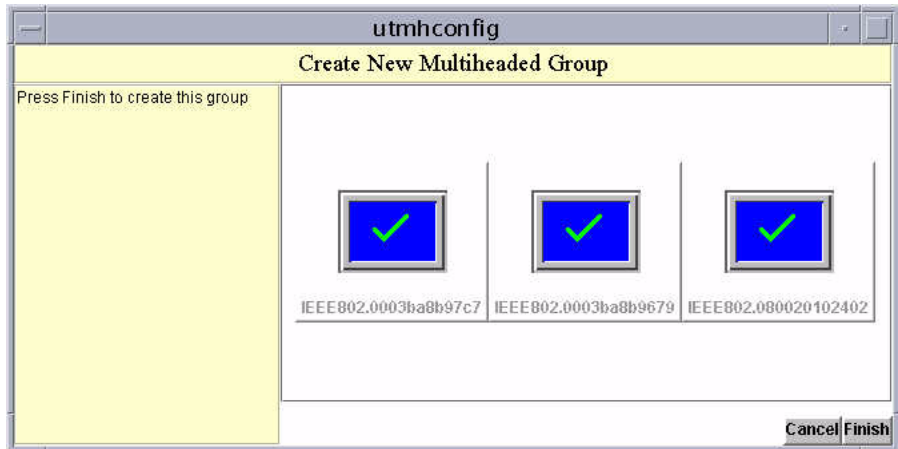 utmhconfig
Create New Multiheaded Group
Press Finish to create this group
IEEE802.0003ba8b97c7 IEEE802.0003ba8b9679 IEEE802.080020102402
Cancel Finish